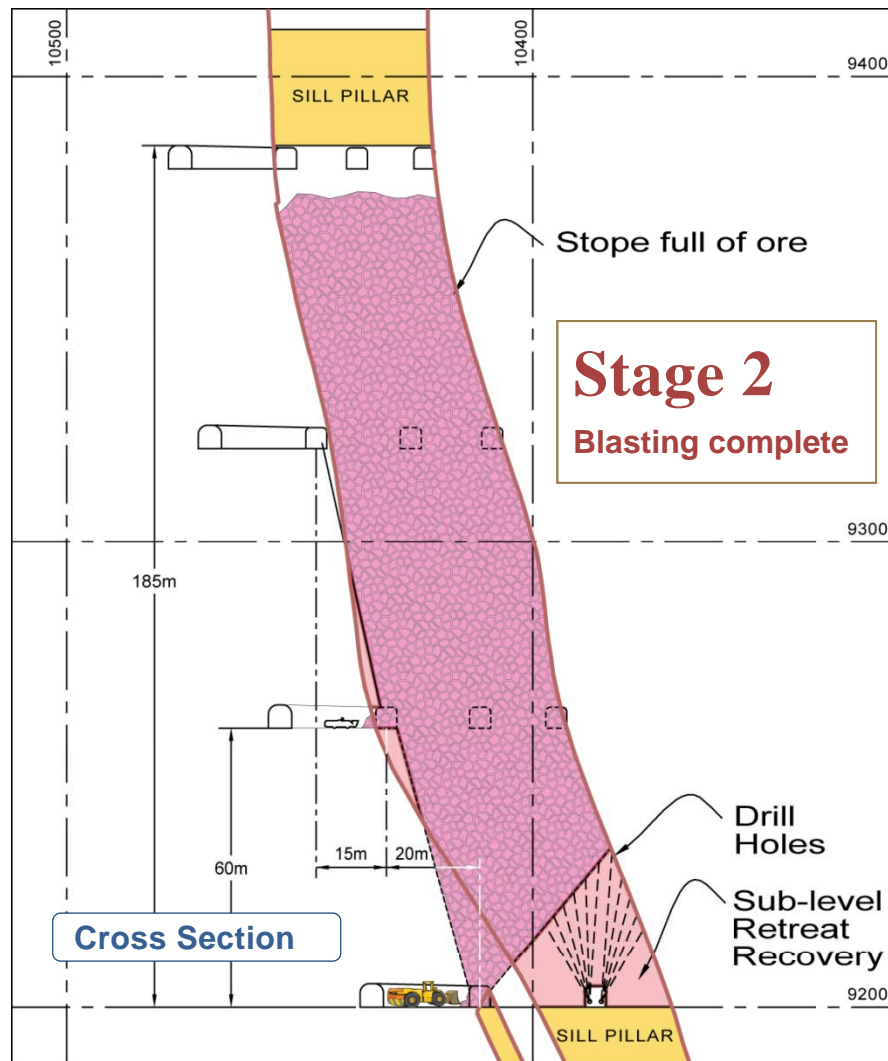 10500
10400
9400
SILL PILLAR
Stope full of ore
Stage 2
Blasting complete
9300
185m
15m
20m
60m
Drill
Holes
Sub-level
Retreat
Recovery
Cross Section
9200
SILL PILLAR